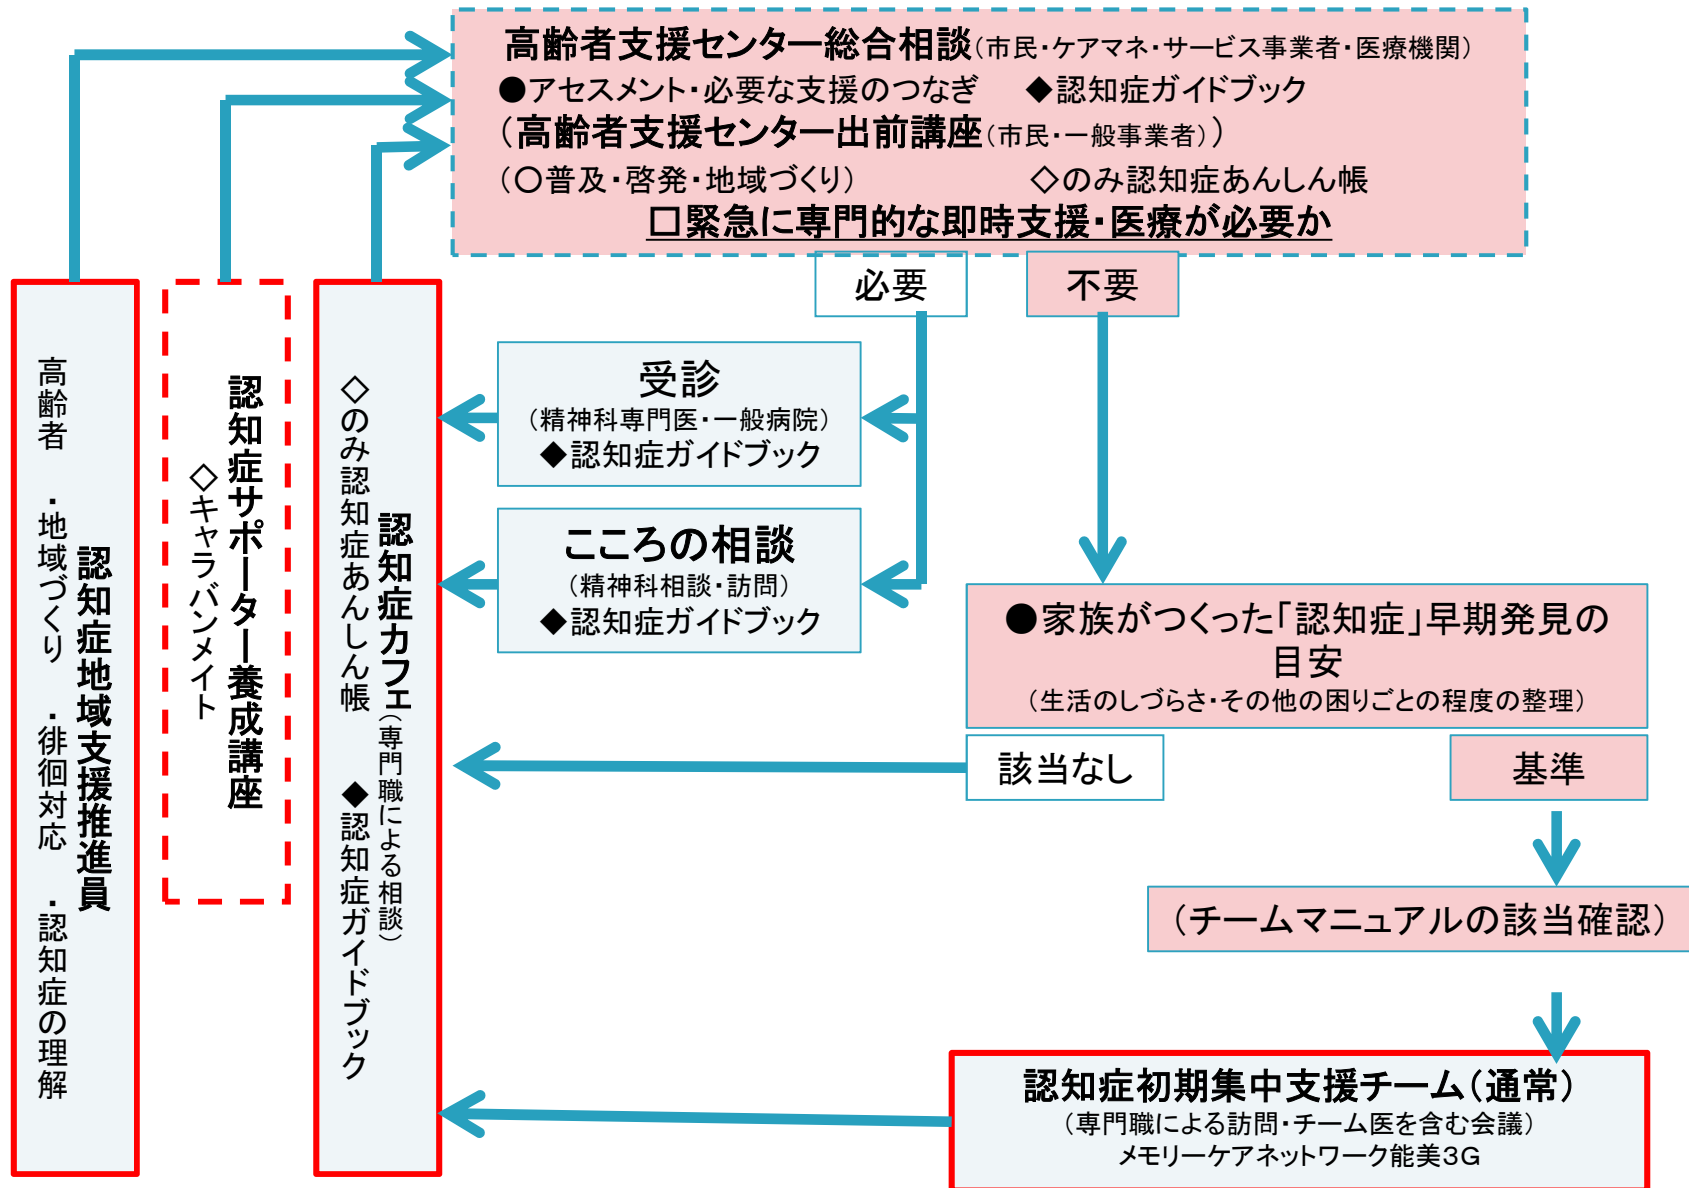 高齢者支援センター総合相談(市民・ケアマネ・サービス事業者・医療機関)
●アセスメント・必要な支援のつなぎ　◆認知症ガイドブック
(高齢者支援センター出前講座(市民・一般事業者))
(〇普及・啓発・地域づくり)　◇のみ認知症あんしん帳
□緊急に専門的な即時支援・医療が必要か
必要
不要
受診
(精神科専門医・一般病院)
◆認知症ガイドブック
こころの相談
(精神科相談・訪問)
◆認知症ガイドブック
●家族がつくった「認知症」早期発見の
目安
(生活のしづらさ・その他の困りごとの程度の整理)
該当なし
基準
(チームマニュアルの該当確認)
認知症初期集中支援チーム(通常)
(専門職による訪問・チーム医を含む会議)
メモリーケアネットワーク能美3G
認知症カフェ(専門職による相談)
◇のみ認知症あんしん帳　◆認知症ガイドブック
認知症サポーター養成講座
◇キャラバンメイト
認知症地域支援推進員
高齢者　・地域づくり　・徘徊対応　・認知症の理解